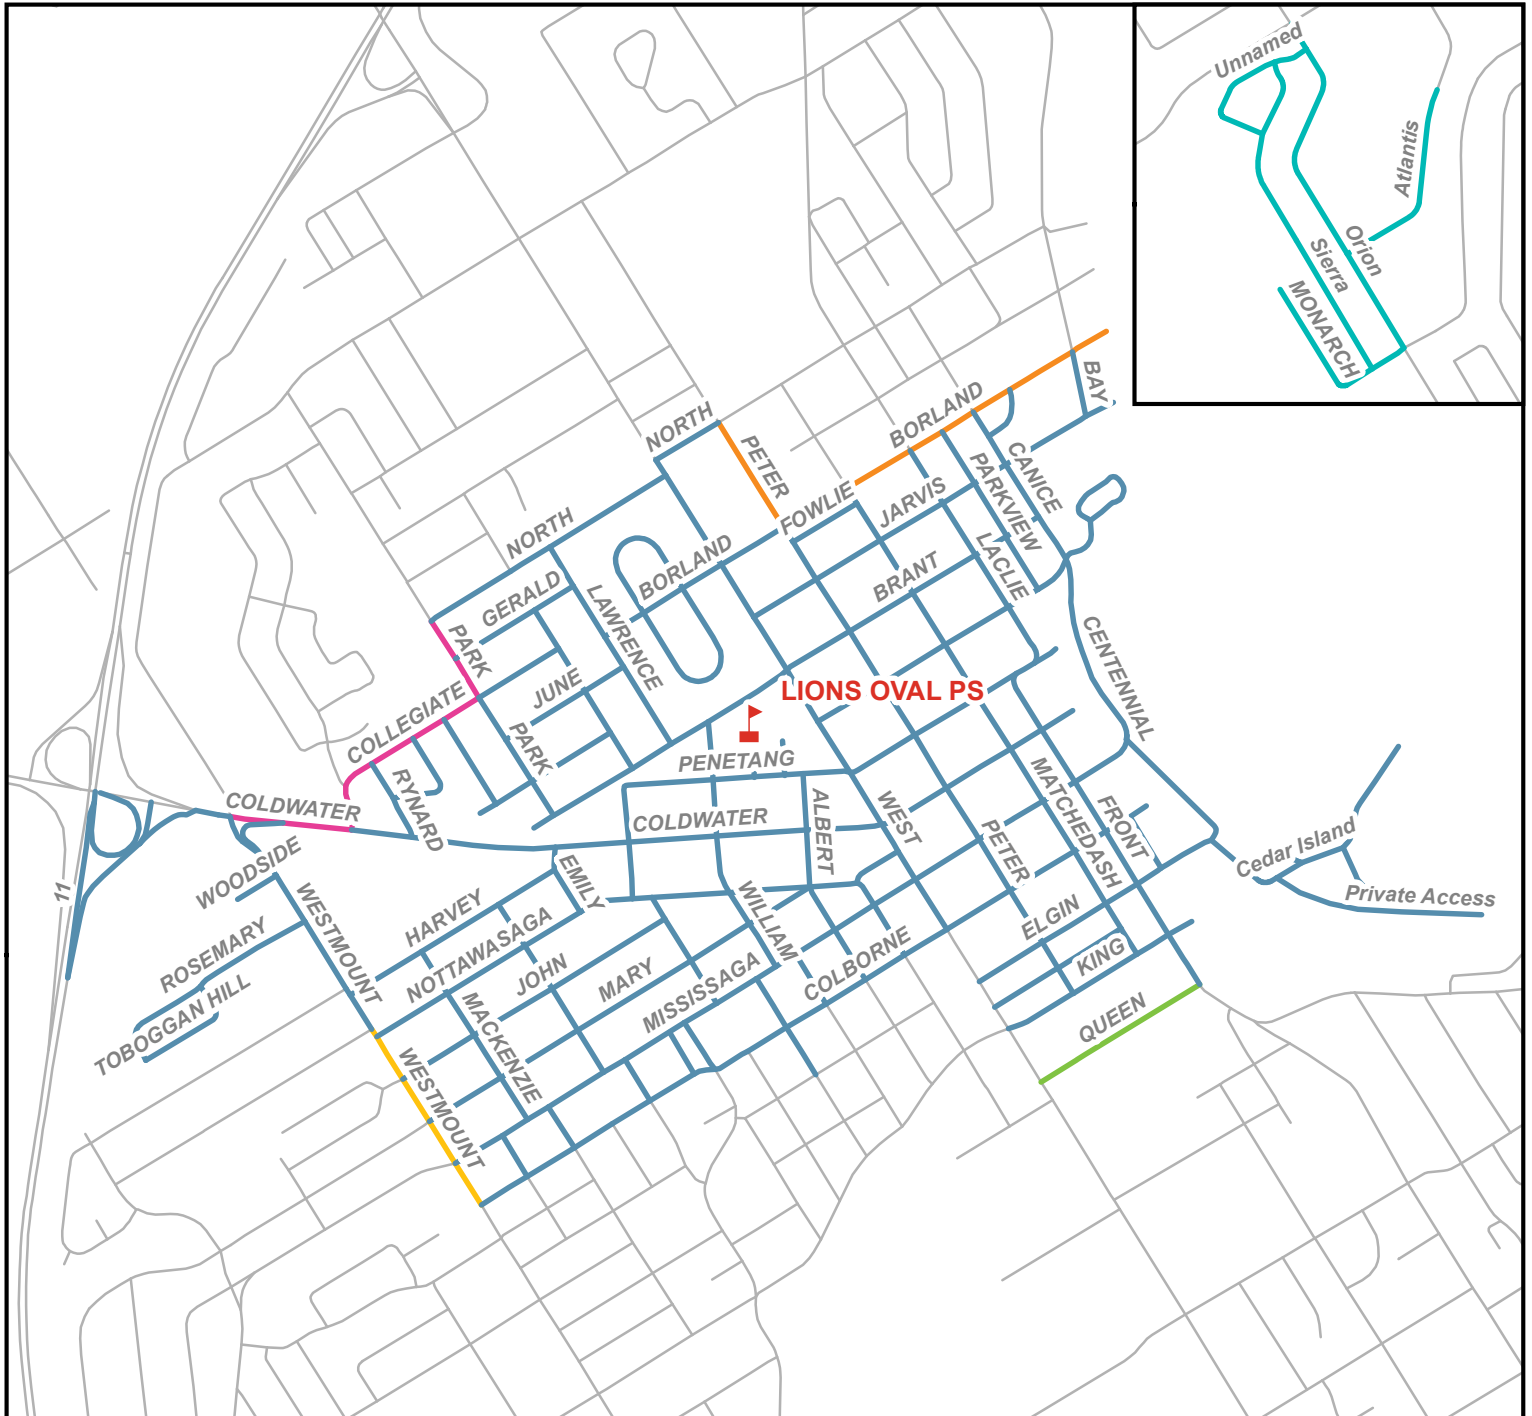 Unnamed
Atlantis
Orion
Sierra
MONARCH
BAY
BORLAND
NORTH
PETER
CANICE
PARKVIEW
FOWLIE
JARVIS
NORTH
BORLAND
LACLIE
BRANT
GERALD
LAWRENCE
PARK
CENTENNIAL
JUNE
LIONS OVAL PS
COLLEGIATE
PARK
PENETANG
RYNARD
COLDWATER
COLDWATER
ALBERT
WEST
MATCHEDASH
FRONT
PETER
Cedar Island
Private Access
WOODSIDE
EMILY
11
WESTMOUNT
HARVEY
NOTTAWASAGA
WILLIAM
ELGIN
KING
ROSEMARY
JOHN
MARY
MISSISSAGA
COLBORNE
TOBOGGAN HILL
MACKENZIE
QUEEN
WESTMOUNT